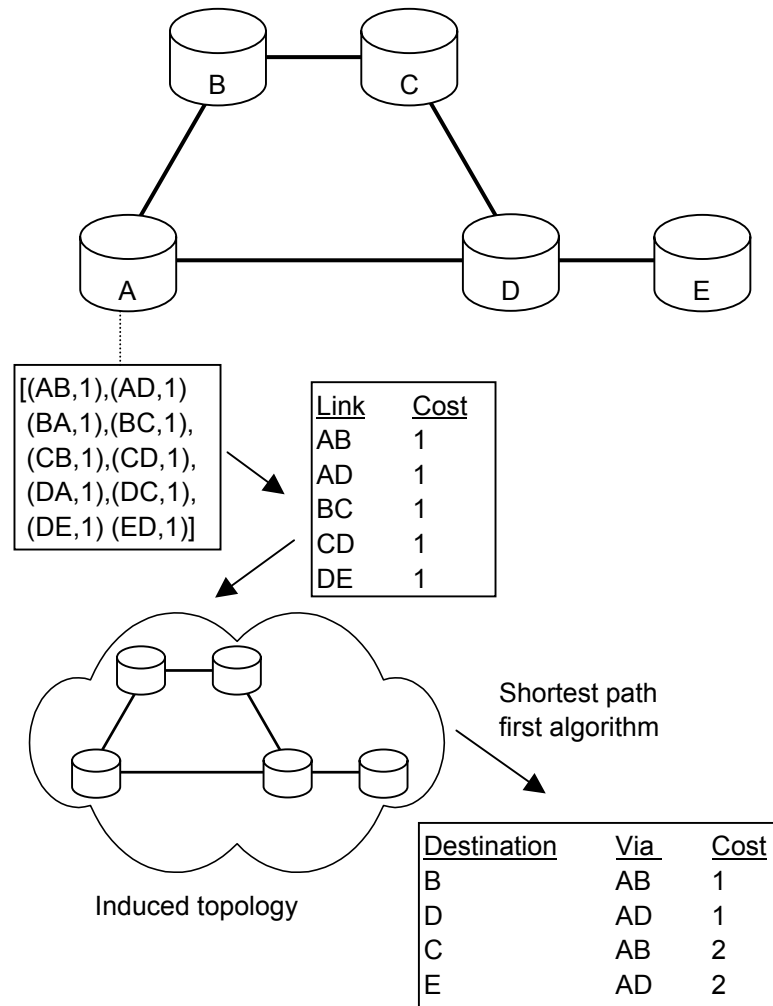 B
C
A
D
E
[(AB,1),(AD,1)
(BA,1),(BC,1),
(CB,1),(CD,1),
(DA,1),(DC,1),
(DE,1) (ED,1)]
Link Cost
AB 1
AD 1
BC 1
CD 1
DE 1
Shortest path
first algorithm
Induced topology
Destination Via Cost
B AB 1
D AD 1
C AB 2
E AD 2